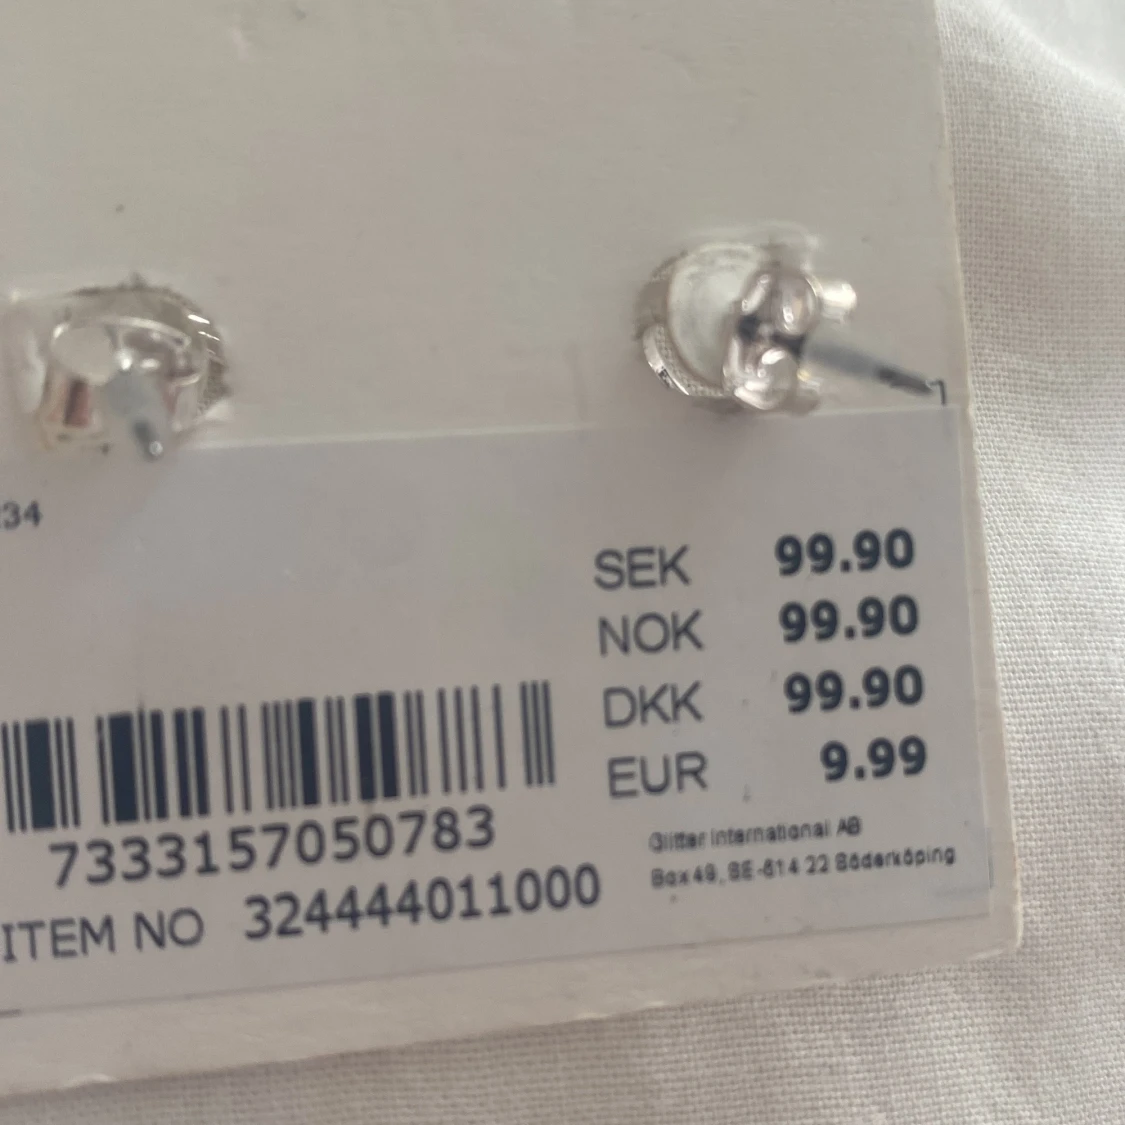 234
SEK 99.90
NOK 99.90
DKK 99.90
EUR 9.99
7333157050783
ITEM NO 324444011000
Glitter International AB
Box 49, SE-614 22 Söderköping